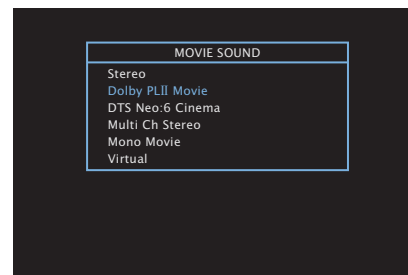 MOVIE SOUND
Stereo
Dolby PLII Movie
DTS Neo:6 Cinema
Multi Ch Stereo
Mono Movie
Virtual